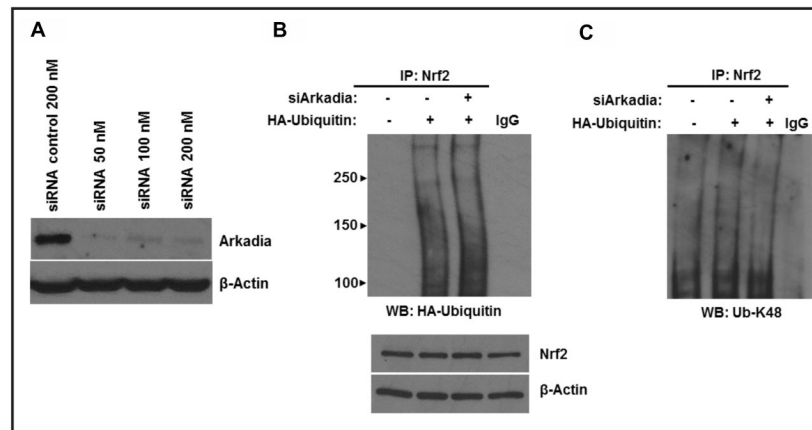 A
siRNA control 200 nM
siRNA 50 nM
siRNA 100 nM
siRNA 200 nM
Arkadia
β-Actin
B
IP: Nrf2
siArkadia: - - +
HA-Ubiquitin: - + + IgG
250
150
100
WB: HA-Ubiquitin
Nrf2
β-Actin
C
IP: Nrf2
siArkadia: - - +
HA-Ubiquitin: - + + IgG
WB: Ub-K48